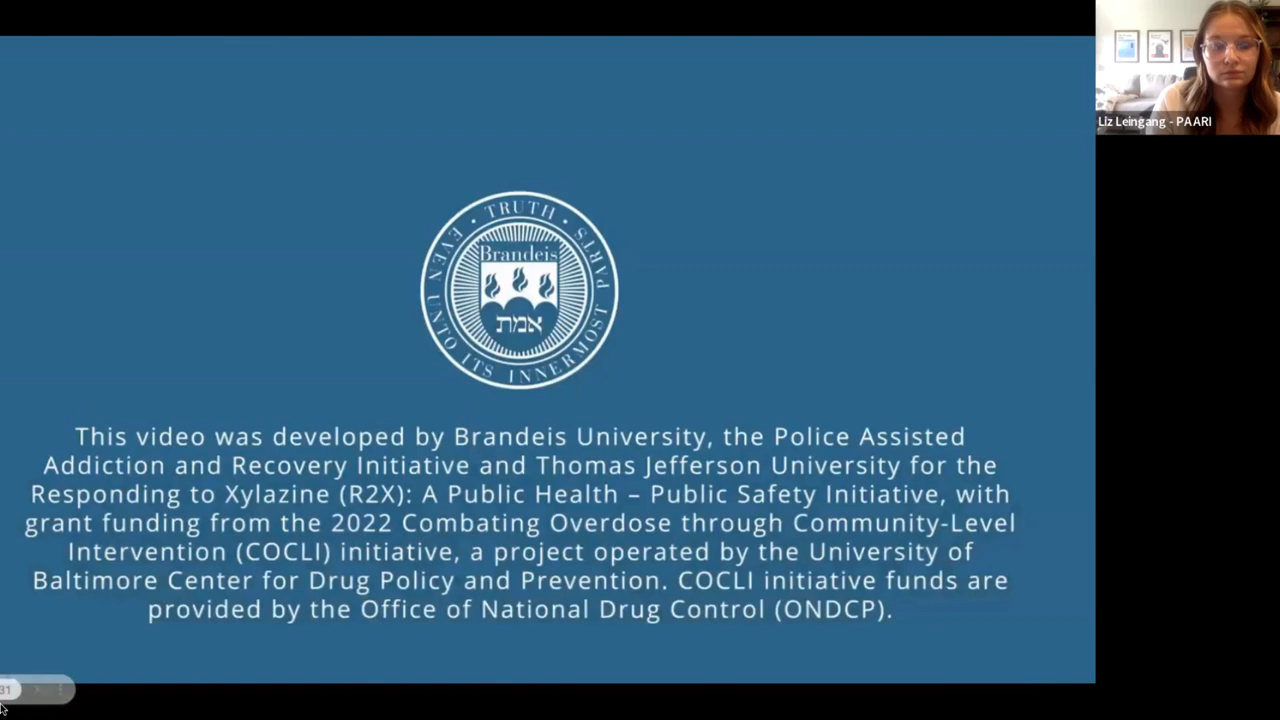 Liz Leingang - PAARI
TRUTH • EVEN UNTO ITS INNERMOST PARTS •
Brandeis
אמת
This video was developed by Brandeis University, the Police Assisted
Addiction and Recovery Initiative and Thomas Jefferson University for the
Responding to Xylazine (R2X): A Public Health – Public Safety Initiative, with
grant funding from the 2022 Combating Overdose through Community-Level
Intervention (COCLI) initiative, a project operated by the University of
Baltimore Center for Drug Policy and Prevention. COCLI initiative funds are
provided by the Office of National Drug Control (ONDCP).
31